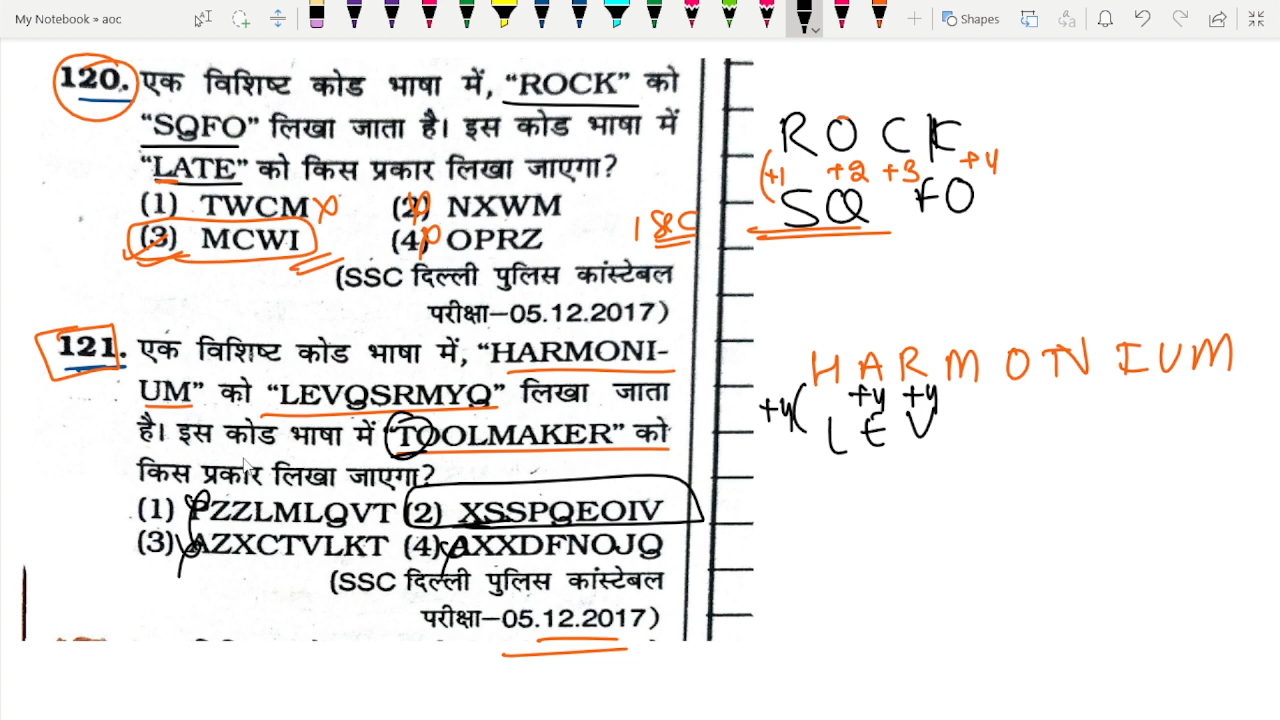 My Notebook » aoc
Shapes
120. एक विशिष्ट कोड भाषा में, “ROCK” को
“SQFO” लिखा जाता है। इस कोड भाषा में
“LATE” को किस प्रकार लिखा जाएगा?
(1) TWCM (2) NXWM
(3) MCWI (4) OPRZ
(SSC दिल्ली पुलिस कांस्टेबल
परीक्षा–05.12.2017)
121. एक विशिष्ट कोड भाषा में, “HARMONI-
UM” को “LEVQSRMYQ” लिखा जाता
है। इस कोड भाषा में “TOOLMAKER” को
किस प्रकार लिखा जाएगा?
(1) PZZLMLQVT (2) XSSPQEOIV
(3) AZXCTVLKT (4) AXXDFNOJQ
(SSC दिल्ली पुलिस कांस्टेबल
परीक्षा–05.12.2017)
ROCK
+1 +2 +3 +4
SQFO
HARMONIUM
+4 +4 +4
LEV